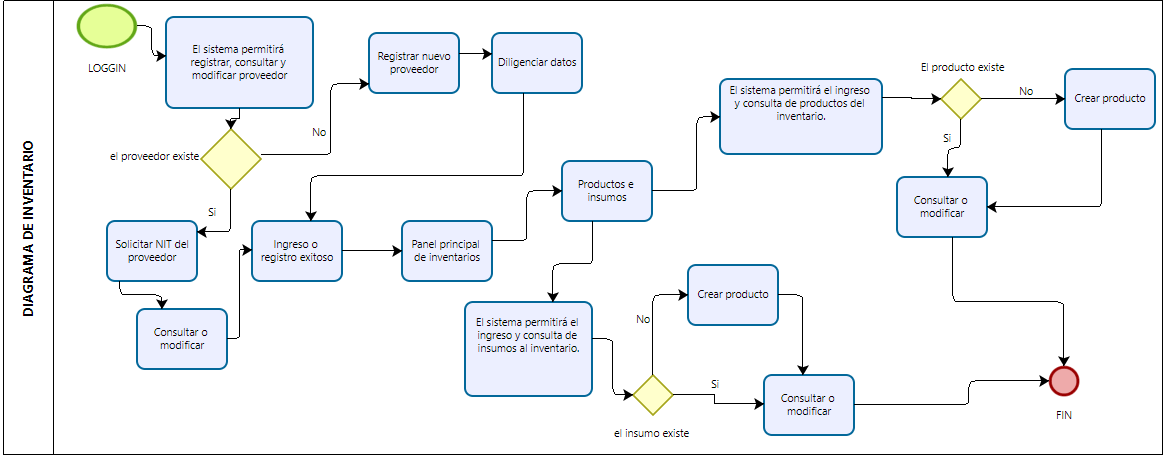 DIAGRAMA DE INVENTARIO
LOGGIN
El sistema permitirá
registrar, consultar y
modificar proveedor
el proveedor existe
No
Si
Registrar nuevo
proveedor
Diligenciar datos
Solicitar NIT del
proveedor
Consultar o
modificar
Ingreso o
registro exitoso
Panel principal
de inventarios
Productos e
insumos
El sistema permitirá el ingreso
y consulta de productos del
inventario.
El producto existe
No
Si
Crear producto
Consultar o
modificar
El sistema permitirá el
ingreso y consulta de
insumos al inventario.
el insumo existe
No
Si
Crear producto
Consultar o
modificar
FIN